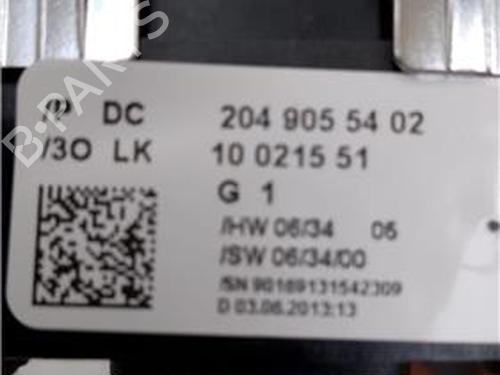 DC 204 905 54 02
/3O LK 10 0215 51
G 1
/HW 06/34 05
/SW 06/34/00
/SN 90169131542309
D 03.06.2013:13
B-PARTS